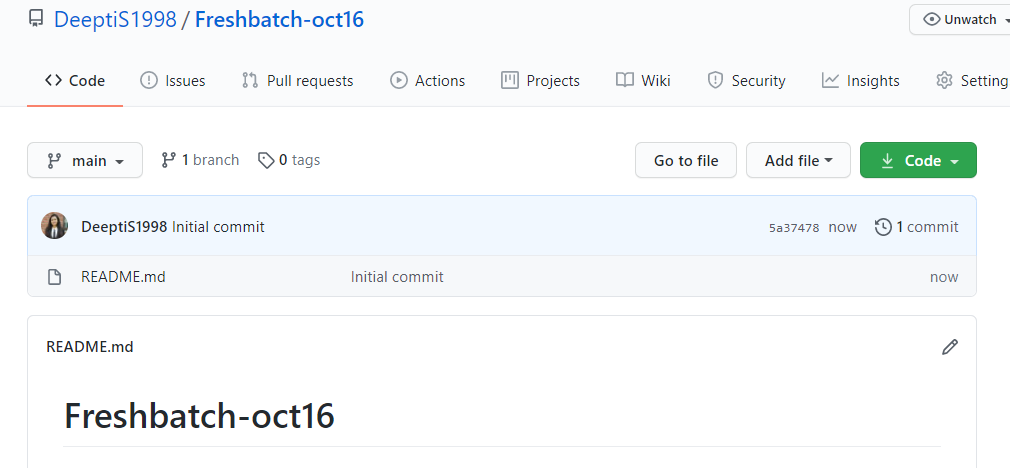 DeeptiS1998 / Freshbatch-oct16
Unwatch
Code Issues Pull requests Actions Projects Wiki Security Insights Setting
main 1 branch 0 tags Go to file Add file Code
DeeptiS1998 Initial commit 5a37478 now 1 commit
README.md Initial commit now
README.md
Freshbatch-oct16